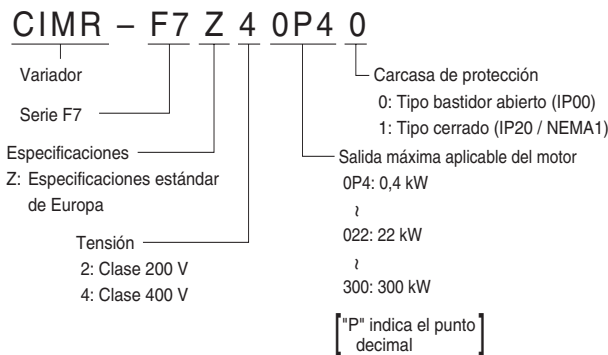 CIMR – F7 Z 4 0P4 0
Variador
Serie F7
Especificaciones
Z: Especificaciones estándar
de Europa
Tensión
2: Clase 200 V
4: Clase 400 V
Carcasa de protección
0: Tipo bastidor abierto (IP00)
1: Tipo cerrado (IP20 / NEMA1)
Salida máxima aplicable del motor
0P4: 0,4 kW
~
022: 22 kW
~
300: 300 kW
["P" indica el punto
decimal]